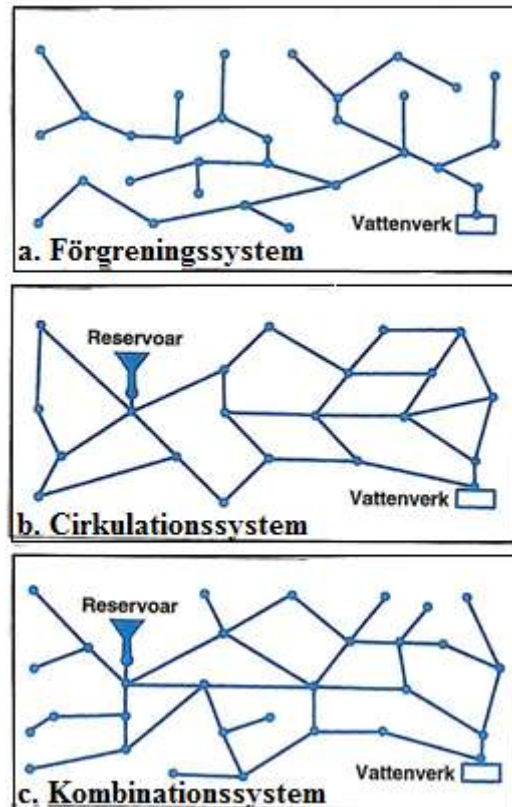 Vattenverk
a. Förgreningssystem
Reservoar
Vattenverk
b. Cirkulationssystem
Reservoar
Vattenverk
c. Kombinationssystem